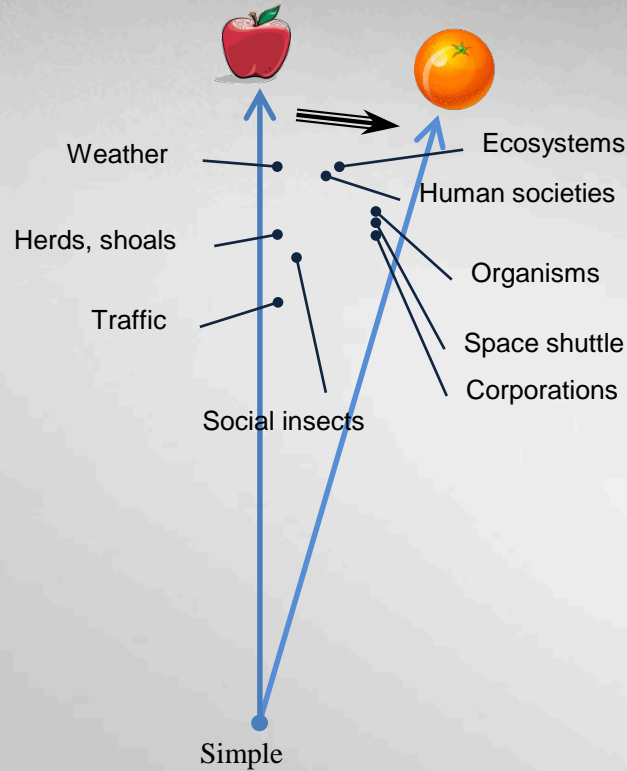 Weather
Ecosystems
Human societies
Herds, shoals
Organisms
Traffic
Space shuttle
Corporations
Social insects
Simple